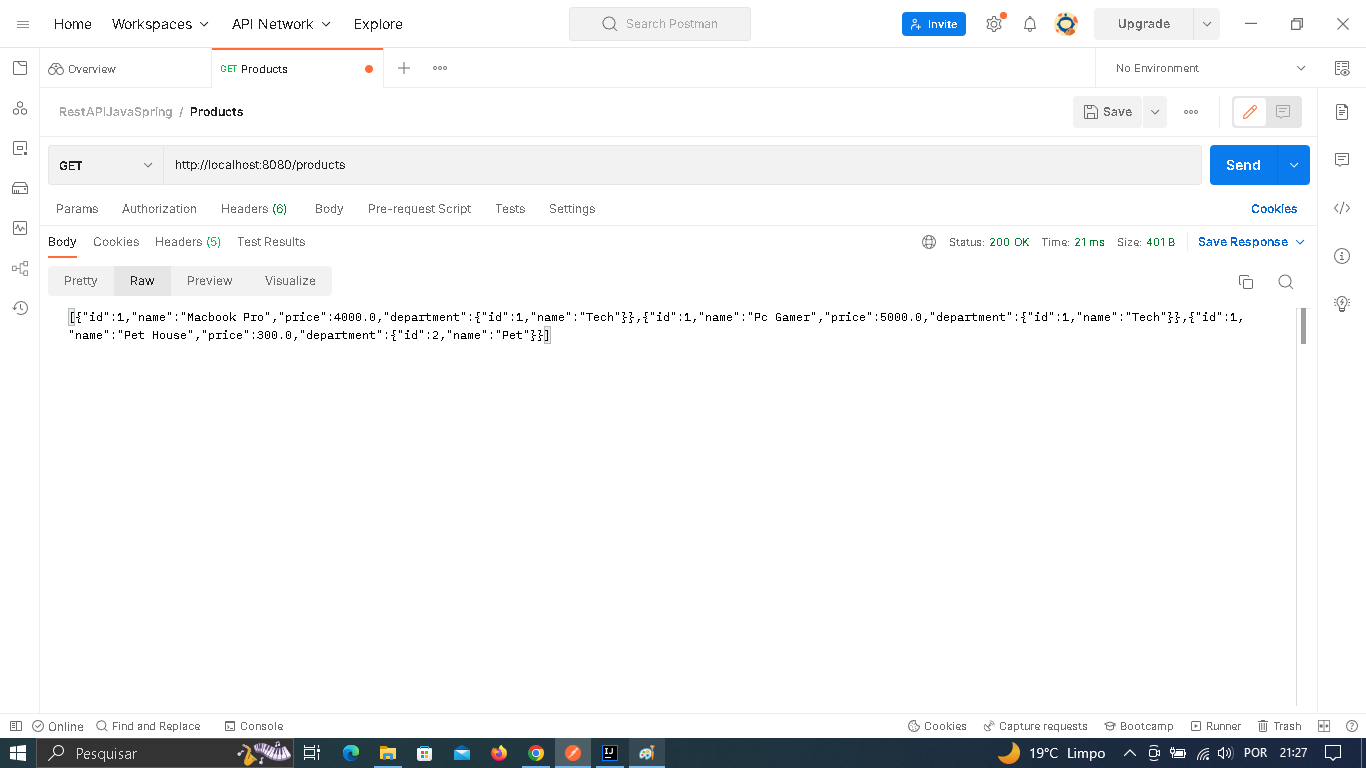 Home Workspaces API Network Explore Search Postman Invite Upgrade
Overview GET Products No Environment
RestAPIJavaSpring / Products Save
GET http://localhost:8080/products Send
Params Authorization Headers (6) Body Pre-request Script Tests Settings Cookies
Body Cookies Headers (5) Test Results Status: 200 OK Time: 21 ms Size: 401 B Save Response
Pretty Raw Preview Visualize
[{"id":1,"name":"Macbook Pro","price":4000.0,"department":{"id":1,"name":"Tech"}},{"id":1,"name":"Pc Gamer","price":5000.0,"department":{"id":1,"name":"Tech"}},{"id":1,
"name":"Pet House","price":300.0,"department":{"id":2,"name":"Pet"}}]
Online Find and Replace Console Cookies Capture requests Bootcamp Runner Trash
Pesquisar IJ 19°C Limpo POR 21:27